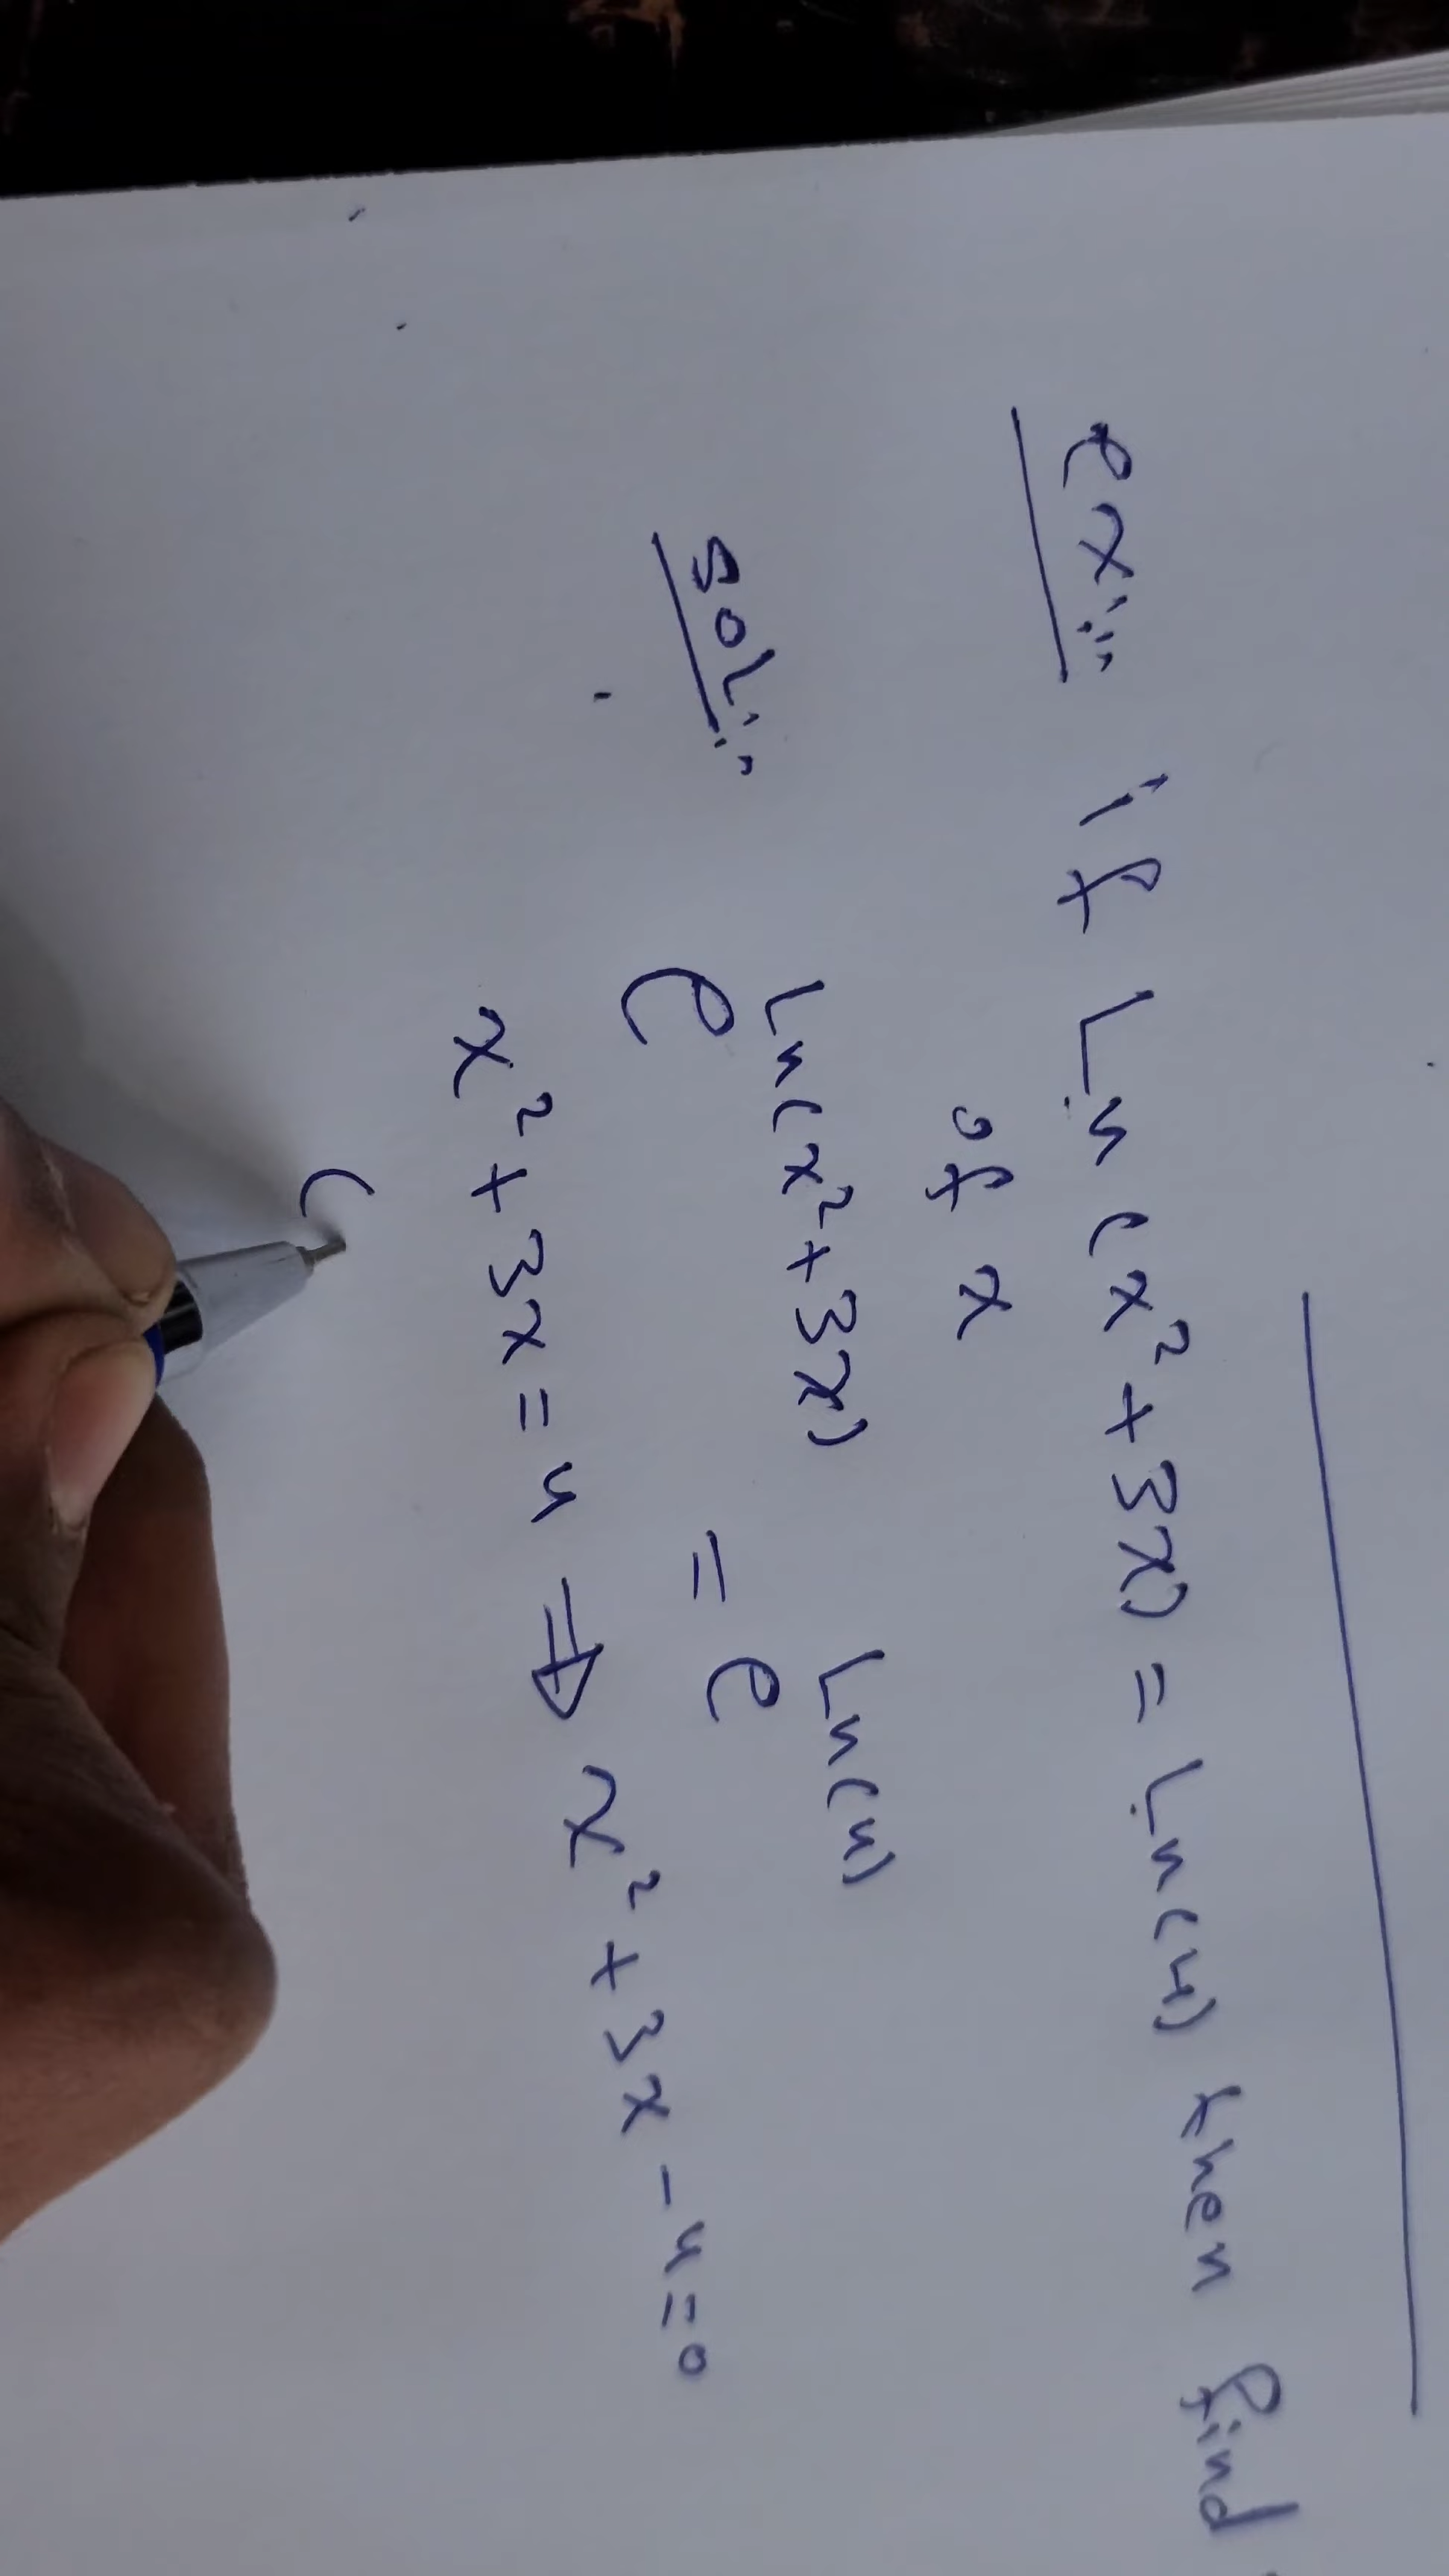 ex:: if Ln (x²+3x) = Ln(4) then find
of x
sol:: e^Ln(x²+3x) = e^Ln(4)
x²+3x=4 ⇒ x²+3x-4=0
(